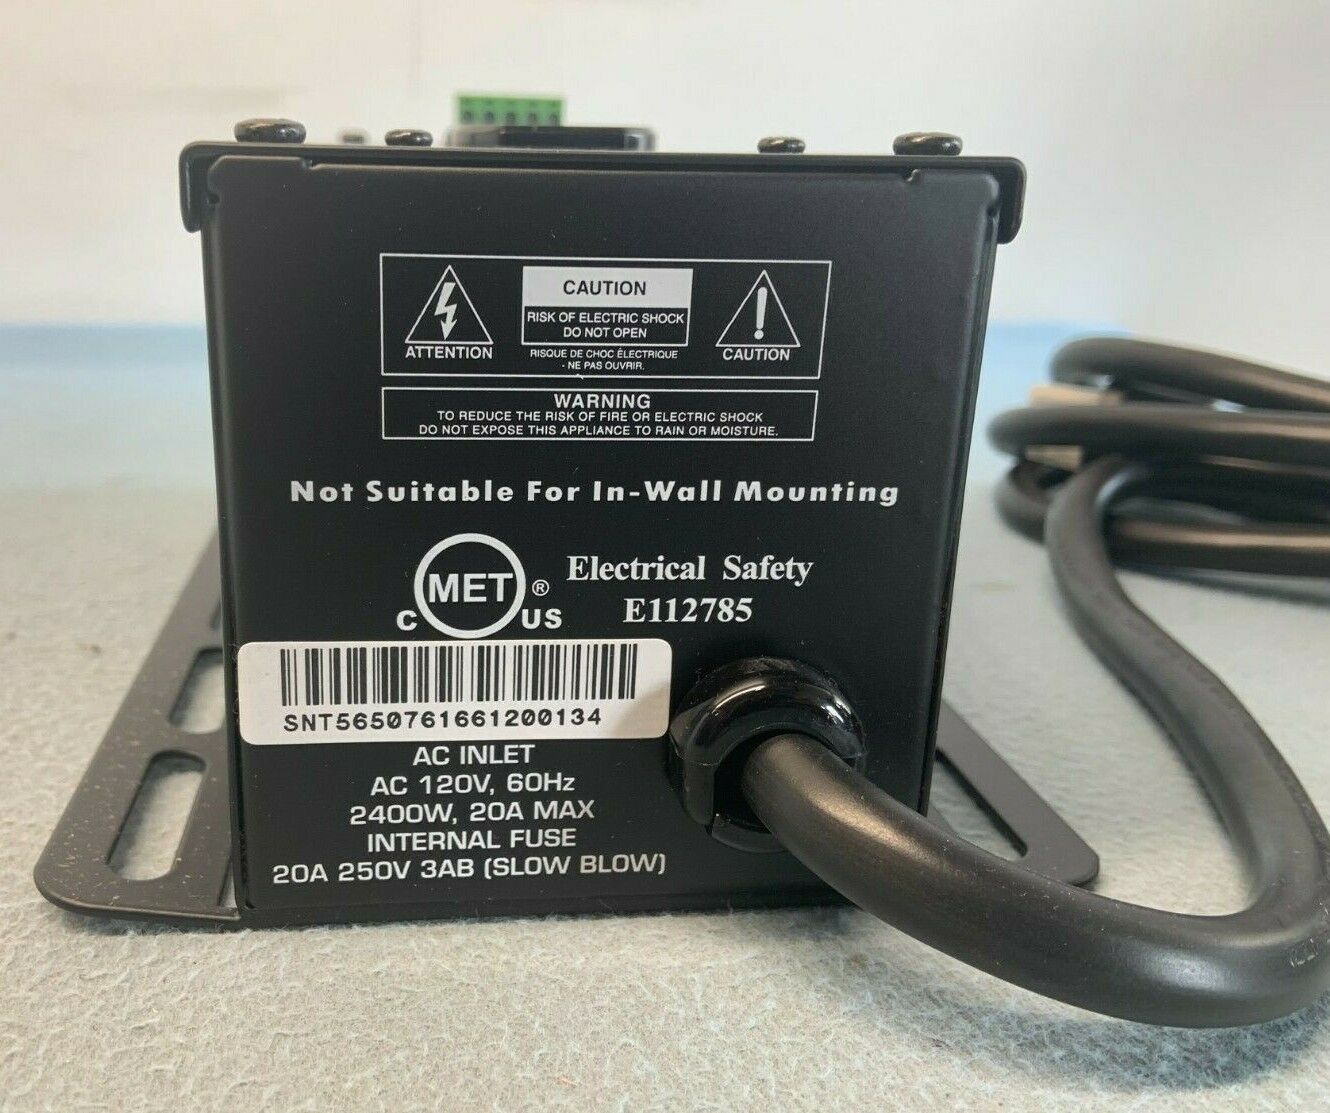 ATTENTION
CAUTION
RISK OF ELECTRIC SHOCK
DO NOT OPEN
RISQUE DE CHOC ÉLECTRIQUE
- NE PAS OUVRIR.
CAUTION
WARNING
TO REDUCE THE RISK OF FIRE OR ELECTRIC SHOCK
DO NOT EXPOSE THIS APPLIANCE TO RAIN OR MOISTURE.
Not Suitable For In-Wall Mounting
MET®
C US
Electrical Safety
E112785
SNT5650761661200134
AC INLET
AC 120V, 60Hz
2400W, 20A MAX
INTERNAL FUSE
20A 250V 3AB (SLOW BLOW)